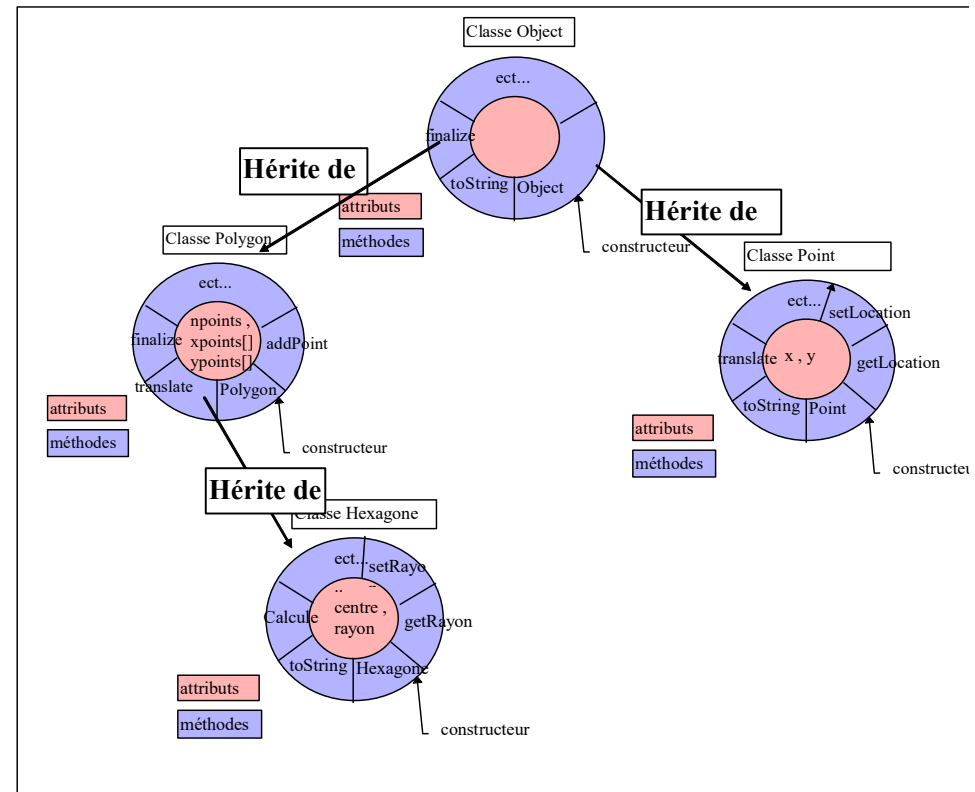 Classe Object
ect...
finalize
toString
Object
constructeur
Hérite de
attributs
méthodes
Hérite de
Classe Polygon
ect...
finalize
npoints ,
xpoints[]
ypoints[]
addPoint
translate
Polygon
constructeur
attributs
méthodes
Classe Point
ect...
setLocation
translate
x , y
getLocation
toString
Point
constructeu
attributs
méthodes
Hérite de
Classe Hexagone
ect...
setRayo
Calcule
centre ,
rayon
getRayon
toString
Hexagone
constructeur
attributs
méthodes